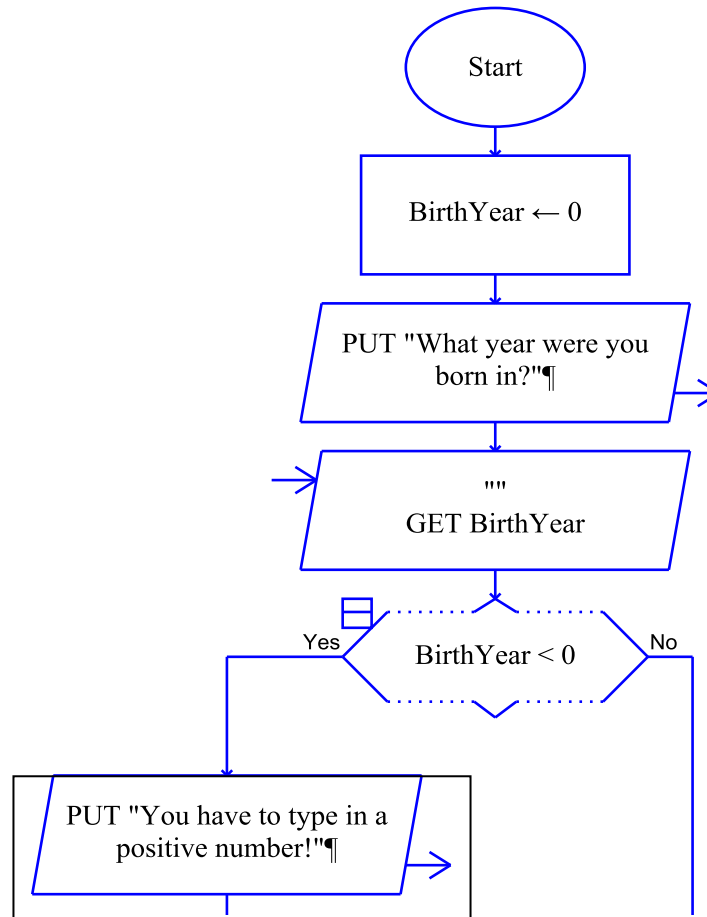 Start
BirthYear ← 0
PUT "What year were you
born in?"¶
""
GET BirthYear
Yes
BirthYear < 0
No
PUT "You have to type in a
positive number!"¶